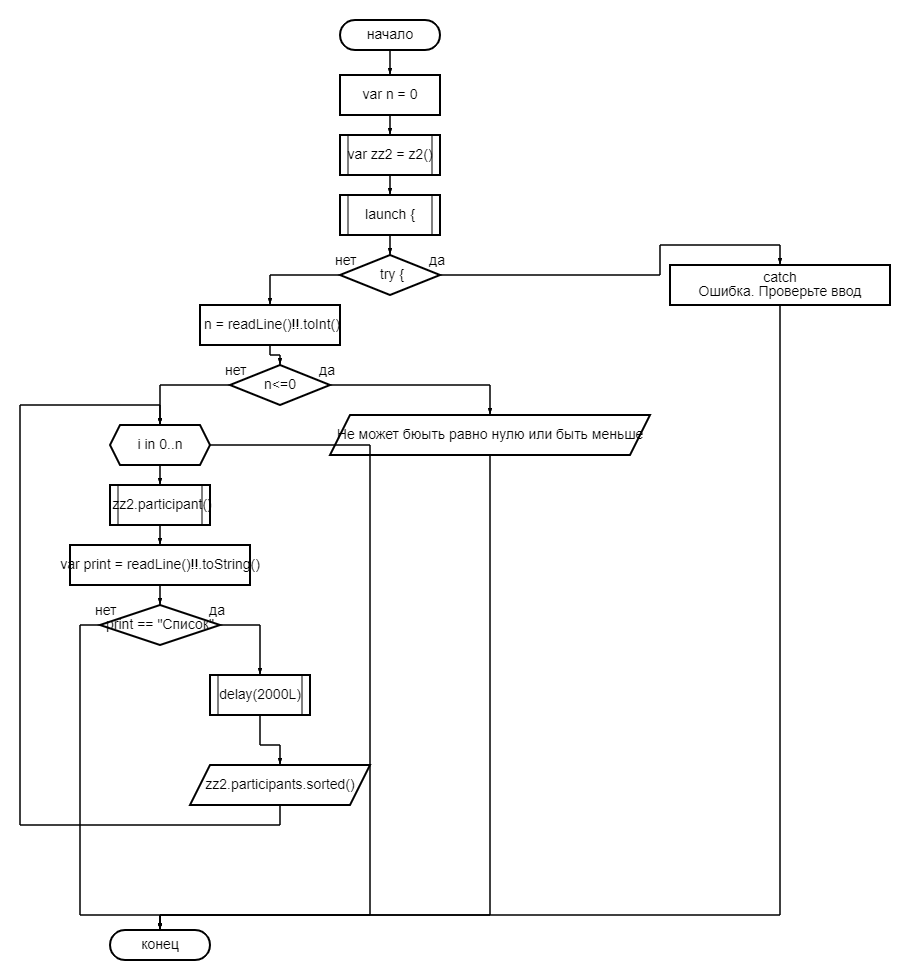 начало
var n = 0
var zz2 = z2()
launch {
нет
да
try {
catch
Ошибка. Проверьте ввод
n = readLine()!!.toInt()
нет
да
n<=0
Не может бюыть равно нулю или быть меньше
i in 0..n
zz2.participant()
var print = readLine()!!.toString()
нет
да
print == "Список"
delay(2000L)
zz2.participants.sorted()
конец